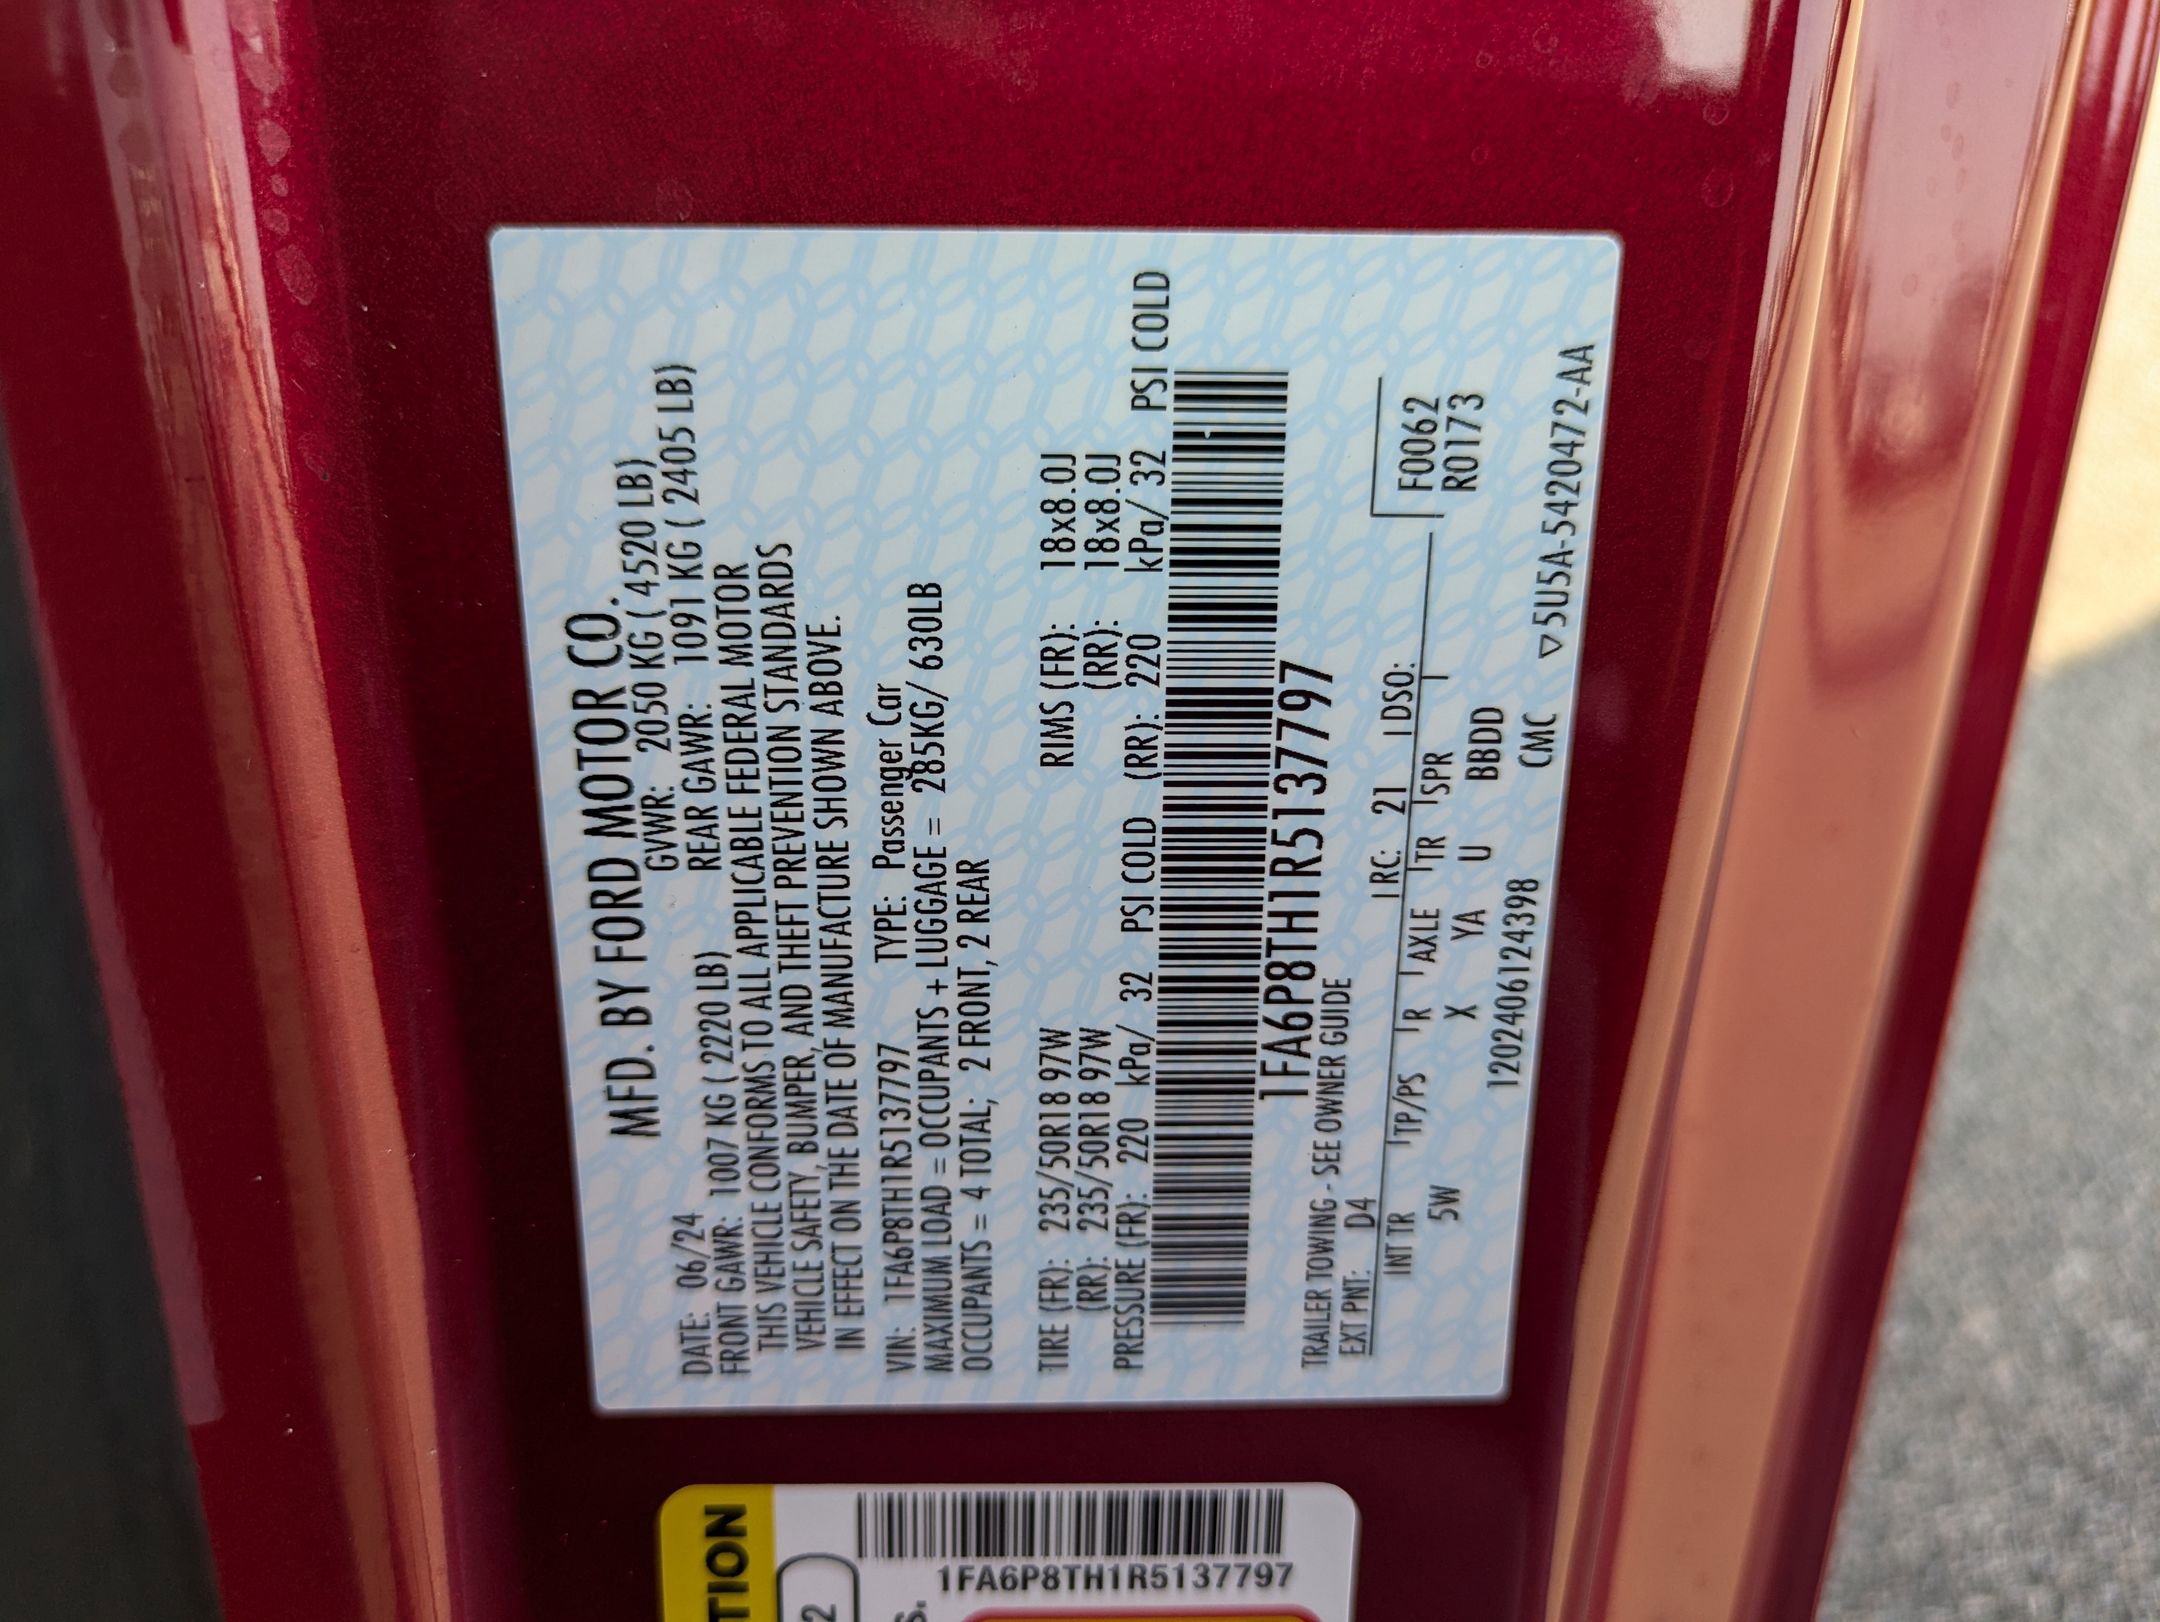 MFD. BY FORD MOTOR CO.
DATE: 06/24 GVWR: 2050 KG ( 4520 LB)
FRONT GAWR: 1007 KG ( 2220 LB) REAR GAWR: 1091 KG ( 2405 LB)
THIS VEHICLE CONFORMS TO ALL APPLICABLE FEDERAL MOTOR
VEHICLE SAFETY, BUMPER, AND THEFT PREVENTION STANDARDS
IN EFFECT ON THE DATE OF MANUFACTURE SHOWN ABOVE.
VIN: 1FA6P8TH1R5137797 TYPE: Passenger Car
MAXIMUM LOAD = OCCUPANTS + LUGGAGE = 285KG/ 630LB
OCCUPANTS = 4 TOTAL; 2 FRONT, 2 REAR
TIRE (FR): 235/50R18 97W RIMS (FR): 18x8.0J
(RR): 235/50R18 97W (RR): 18x8.0J
PRESSURE (FR): 220 kPa/ 32 PSI COLD (RR): 220 kPa/ 32 PSI COLD
1FA6P8TH1R5137797
TRAILER TOWING - SEE OWNER GUIDE
EXT PNT: D4 RC: 21 DSO:
INT TR TP/PS R AXLE TR SPR
F0062
5W X YA U BBDD
R0173
12024061​24398 CMC ▽5U5A-5420472-AA
TION
2
1FA6P8TH1R5137797
S.